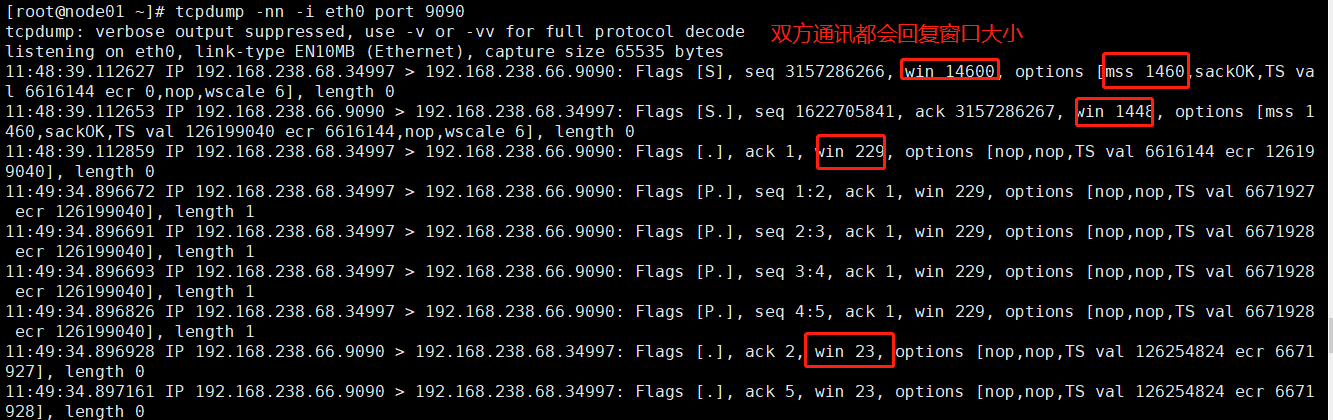 [root@node01 ~]# tcpdump -nn -i eth0 port 9090
tcpdump: verbose output suppressed, use -v or -vv for full protocol decode
双方通讯都会回复窗口大小
listening on eth0, link-type EN10MB (Ethernet), capture size 65535 bytes
11:48:39.112627 IP 192.168.238.68.34997 > 192.168.238.66.9090: Flags [S], seq 3157286266, win 14600, options [mss 1460,sackOK,TS va
l 6616144 ecr 0,nop,wscale 6], length 0
11:48:39.112653 IP 192.168.238.66.9090 > 192.168.238.68.34997: Flags [S.], seq 1622705841, ack 3157286267, win 1448, options [mss 1
460,sackOK,TS val 126199040 ecr 6616144,nop,wscale 6], length 0
11:48:39.112859 IP 192.168.238.68.34997 > 192.168.238.66.9090: Flags [.], ack 1, win 229, options [nop,nop,TS val 6616144 ecr 12619
9040], length 0
11:49:34.896672 IP 192.168.238.68.34997 > 192.168.238.66.9090: Flags [P.], seq 1:2, ack 1, win 229, options [nop,nop,TS val 6671927
 ecr 126199040], length 1
11:49:34.896691 IP 192.168.238.68.34997 > 192.168.238.66.9090: Flags [P.], seq 2:3, ack 1, win 229, options [nop,nop,TS val 6671928
 ecr 126199040], length 1
11:49:34.896693 IP 192.168.238.68.34997 > 192.168.238.66.9090: Flags [P.], seq 3:4, ack 1, win 229, options [nop,nop,TS val 6671928
 ecr 126199040], length 1
11:49:34.896826 IP 192.168.238.68.34997 > 192.168.238.66.9090: Flags [P.], seq 4:5, ack 1, win 229, options [nop,nop,TS val 6671928
 ecr 126199040], length 1
11:49:34.896928 IP 192.168.238.66.9090 > 192.168.238.68.34997: Flags [.], ack 2, win 23, options [nop,nop,TS val 126254824 ecr 6671
927], length 0
11:49:34.897161 IP 192.168.238.66.9090 > 192.168.238.68.34997: Flags [.], ack 5, win 23, options [nop,nop,TS val 126254824 ecr 6671
928], length 0